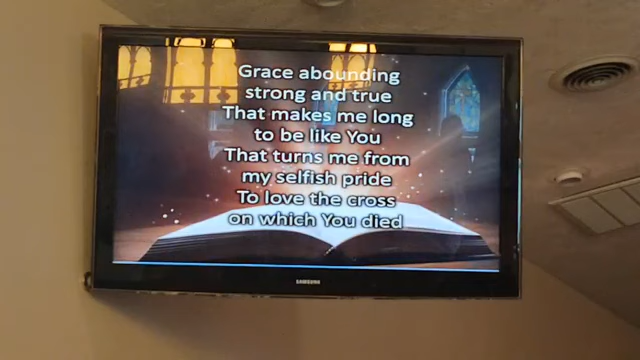 Grace abounding
strong and true
That makes me long
to be like You
That turns me from
my selfish pride
To love the cross
on which You died
SAMSUNG